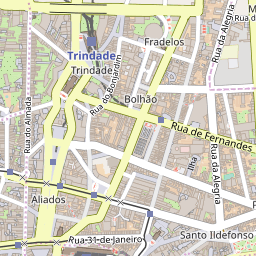 Fradelos
Trindade
Trindade
Rua da Alegria
Rua do Bonjardim
Bolhão
Rua do Almada
Rua de Fernandes
Ilha
Rua da Alegria
Aliados
Rua 31 de Janeiro
Santo Ildefonso